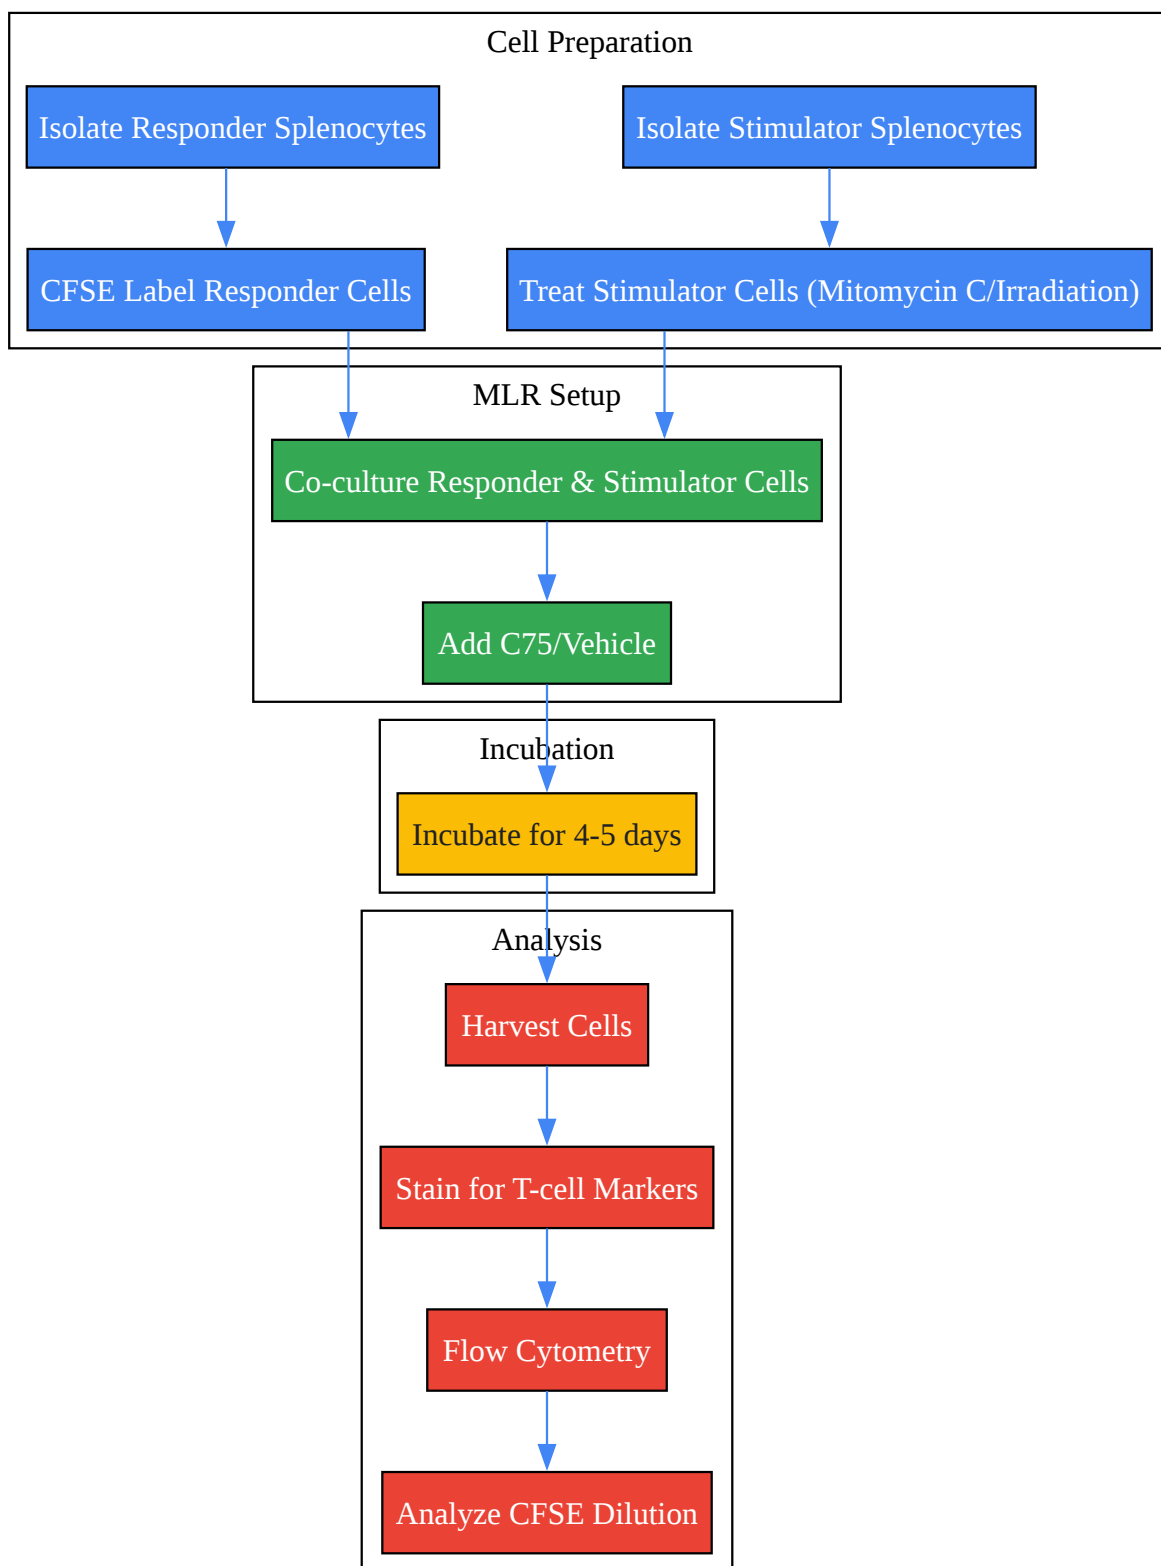 Cell Preparation
Isolate Responder Splenocytes
Isolate Stimulator Splenocytes
CFSE Label Responder Cells
Treat Stimulator Cells (Mitomycin C/Irradiation)
MLR Setup
Co-culture Responder & Stimulator Cells
Add C75/Vehicle
Incubation
Incubate for 4-5 days
Analysis
Harvest Cells
Stain for T-cell Markers
Flow Cytometry
Analyze CFSE Dilution